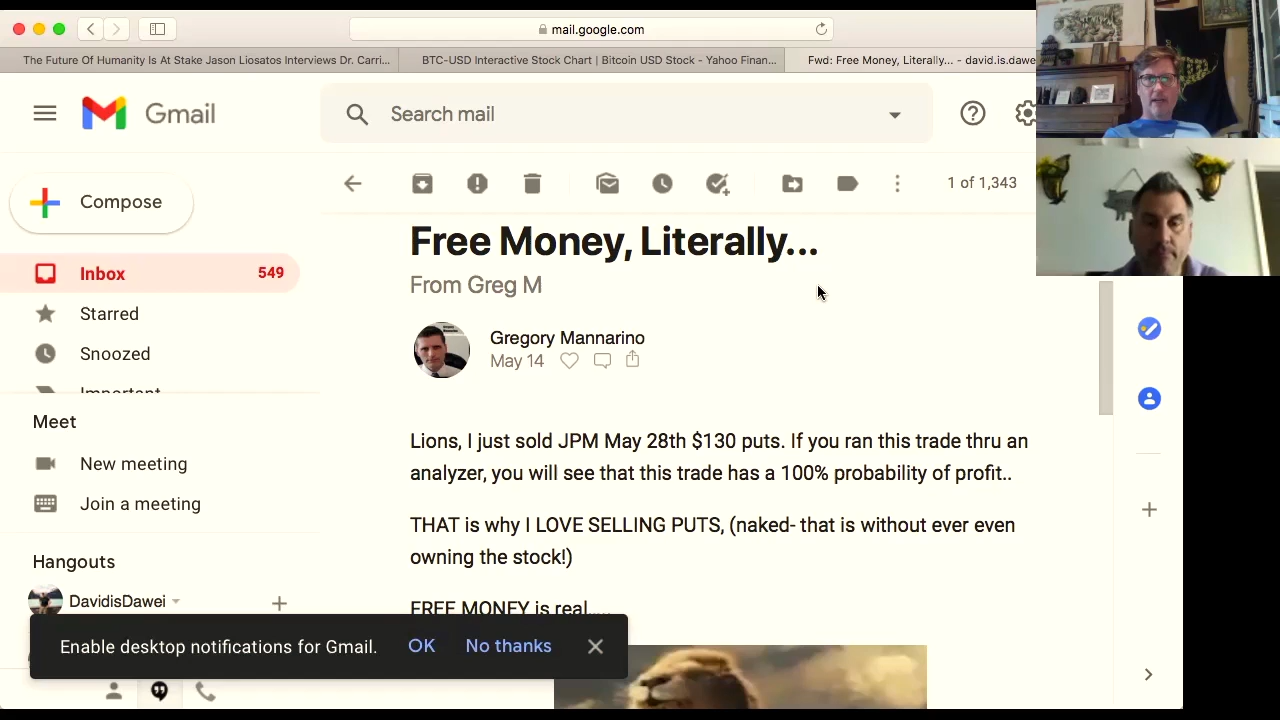 mail.google.com
The Future Of Humanity Is At Stake Jason Liosatos Interviews Dr. Carri...
BTC-USD Interactive Stock Chart | Bitcoin USD Stock - Yahoo Finan...
Fwd: Free Money, Literally... - david.is.dawe
Gmail
Search mail
Compose
1 of 1,343
Inbox 549
Starred
Snoozed
Important
Meet
New meeting
Join a meeting
Hangouts
DavidisDawei
Free Money, Literally...
From Greg M
Gregory Mannarino
May 14
Lions, I just sold JPM May 28th $130 puts. If you ran this trade thru an
analyzer, you will see that this trade has a 100% probability of profit..
THAT is why I LOVE SELLING PUTS, (naked- that is without ever even
owning the stock!)
FREE MONEY is real.....
Enable desktop notifications for Gmail. OK No thanks